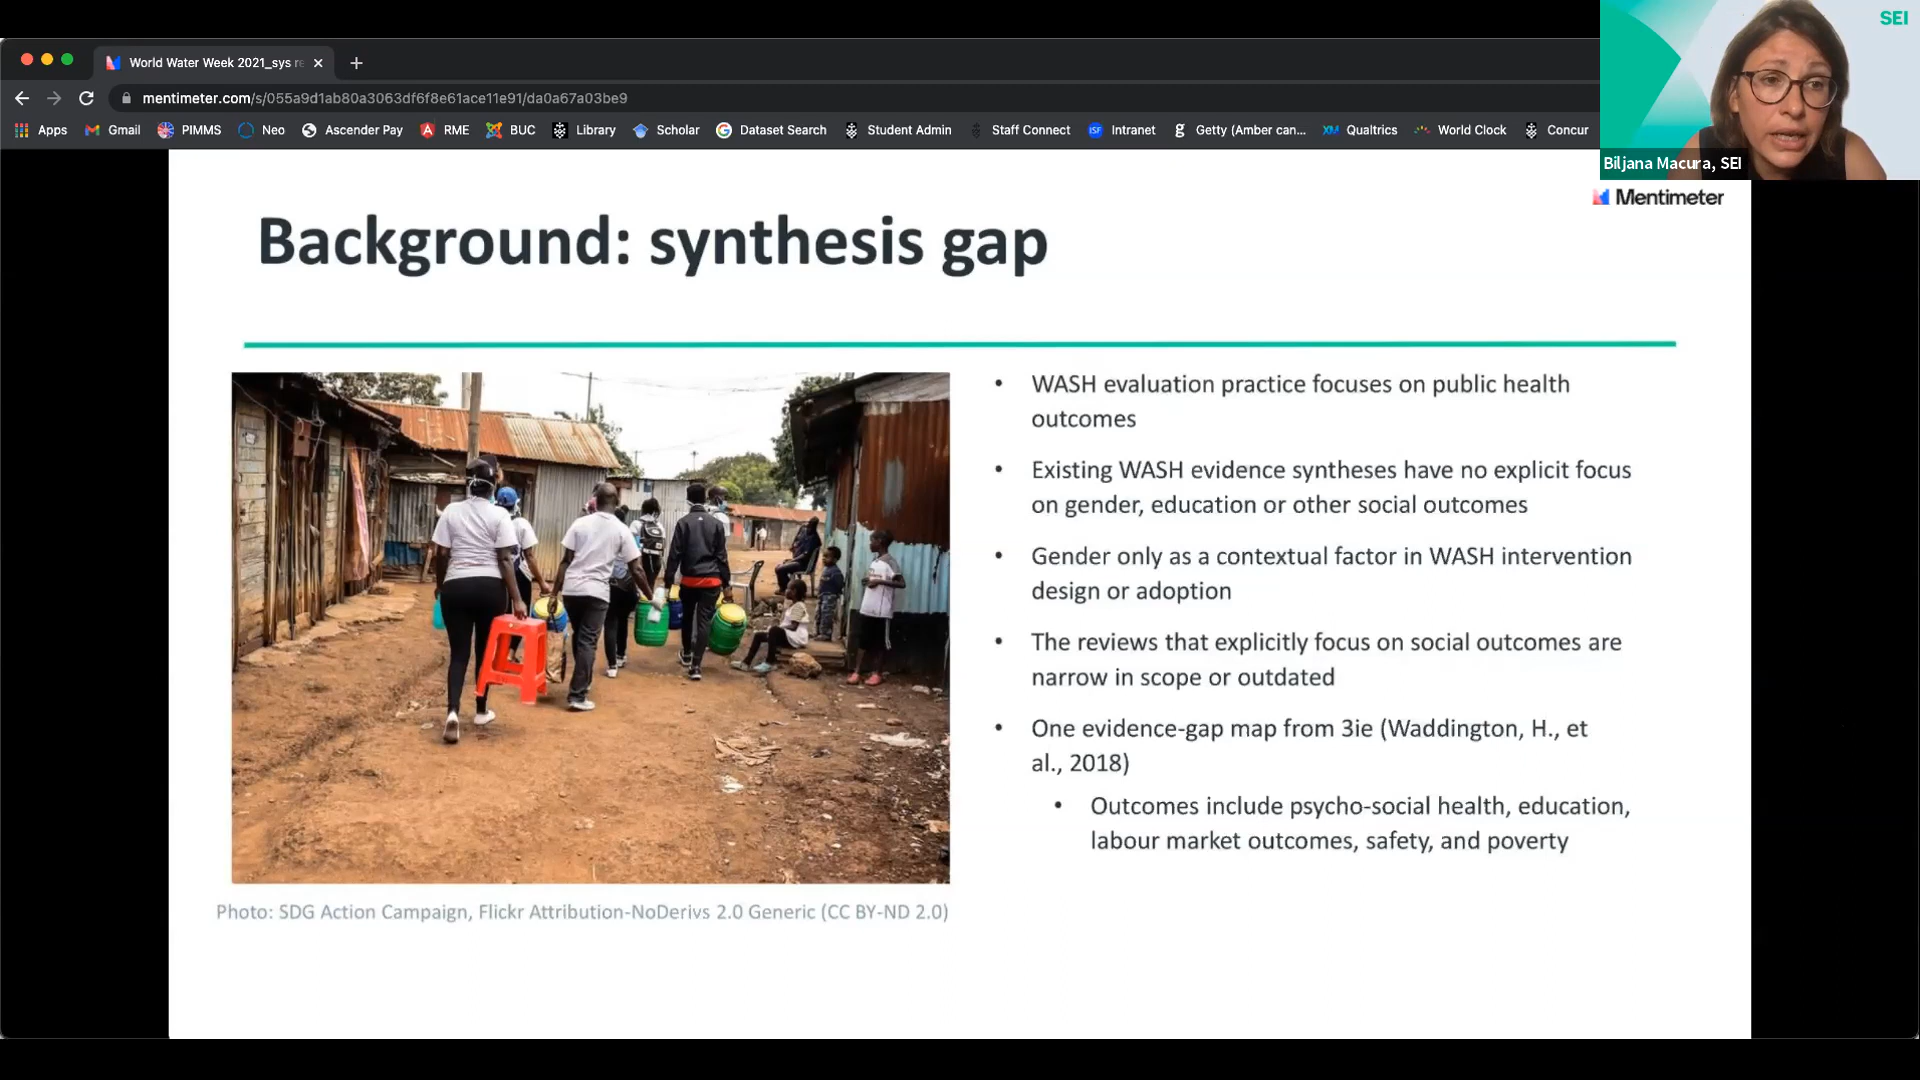 SEI
World Water Week 2021_sys re
mentimeter.com/s/055a9d1ab80a3063df6f8e61ace11e91/da0a67a03be9
Apps Gmail PIMMS Neo Ascender Pay RME BUC Library Scholar Dataset Search Student Admin Staff Connect Intranet Getty (Amber can... Qualtrics World Clock Concur
Biljana Macura, SEI
Mentimeter
Background: synthesis gap
• WASH evaluation practice focuses on public health
outcomes
• Existing WASH evidence syntheses have no explicit focus
on gender, education or other social outcomes
• Gender only as a contextual factor in WASH intervention
design or adoption
• The reviews that explicitly focus on social outcomes are
narrow in scope or outdated
• One evidence-gap map from 3ie (Waddington, H., et
al., 2018)
• Outcomes include psycho-social health, education,
labour market outcomes, safety, and poverty
Photo: SDG Action Campaign, Flickr Attribution-NoDerivs 2.0 Generic (CC BY-ND 2.0)